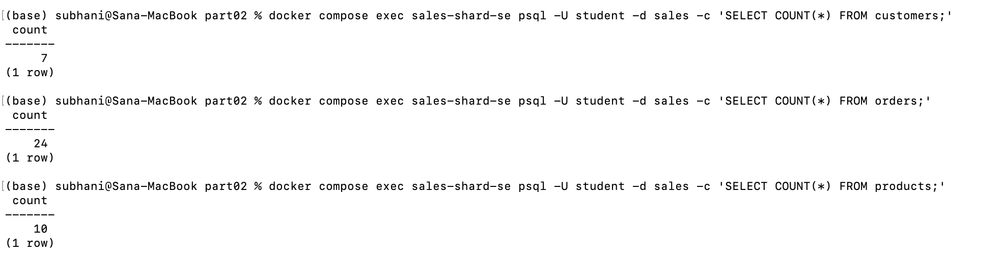 [(base) subhani@Sana-MacBook part02 % docker compose exec sales-shard-se psql -U student -d sales -c 'SELECT COUNT(*) FROM customers;'
 count
-------
     7
(1 row)

[(base) subhani@Sana-MacBook part02 % docker compose exec sales-shard-se psql -U student -d sales -c 'SELECT COUNT(*) FROM orders;'
 count
-------
    24
(1 row)

[(base) subhani@Sana-MacBook part02 % docker compose exec sales-shard-se psql -U student -d sales -c 'SELECT COUNT(*) FROM products;'
 count
-------
    10
(1 row)